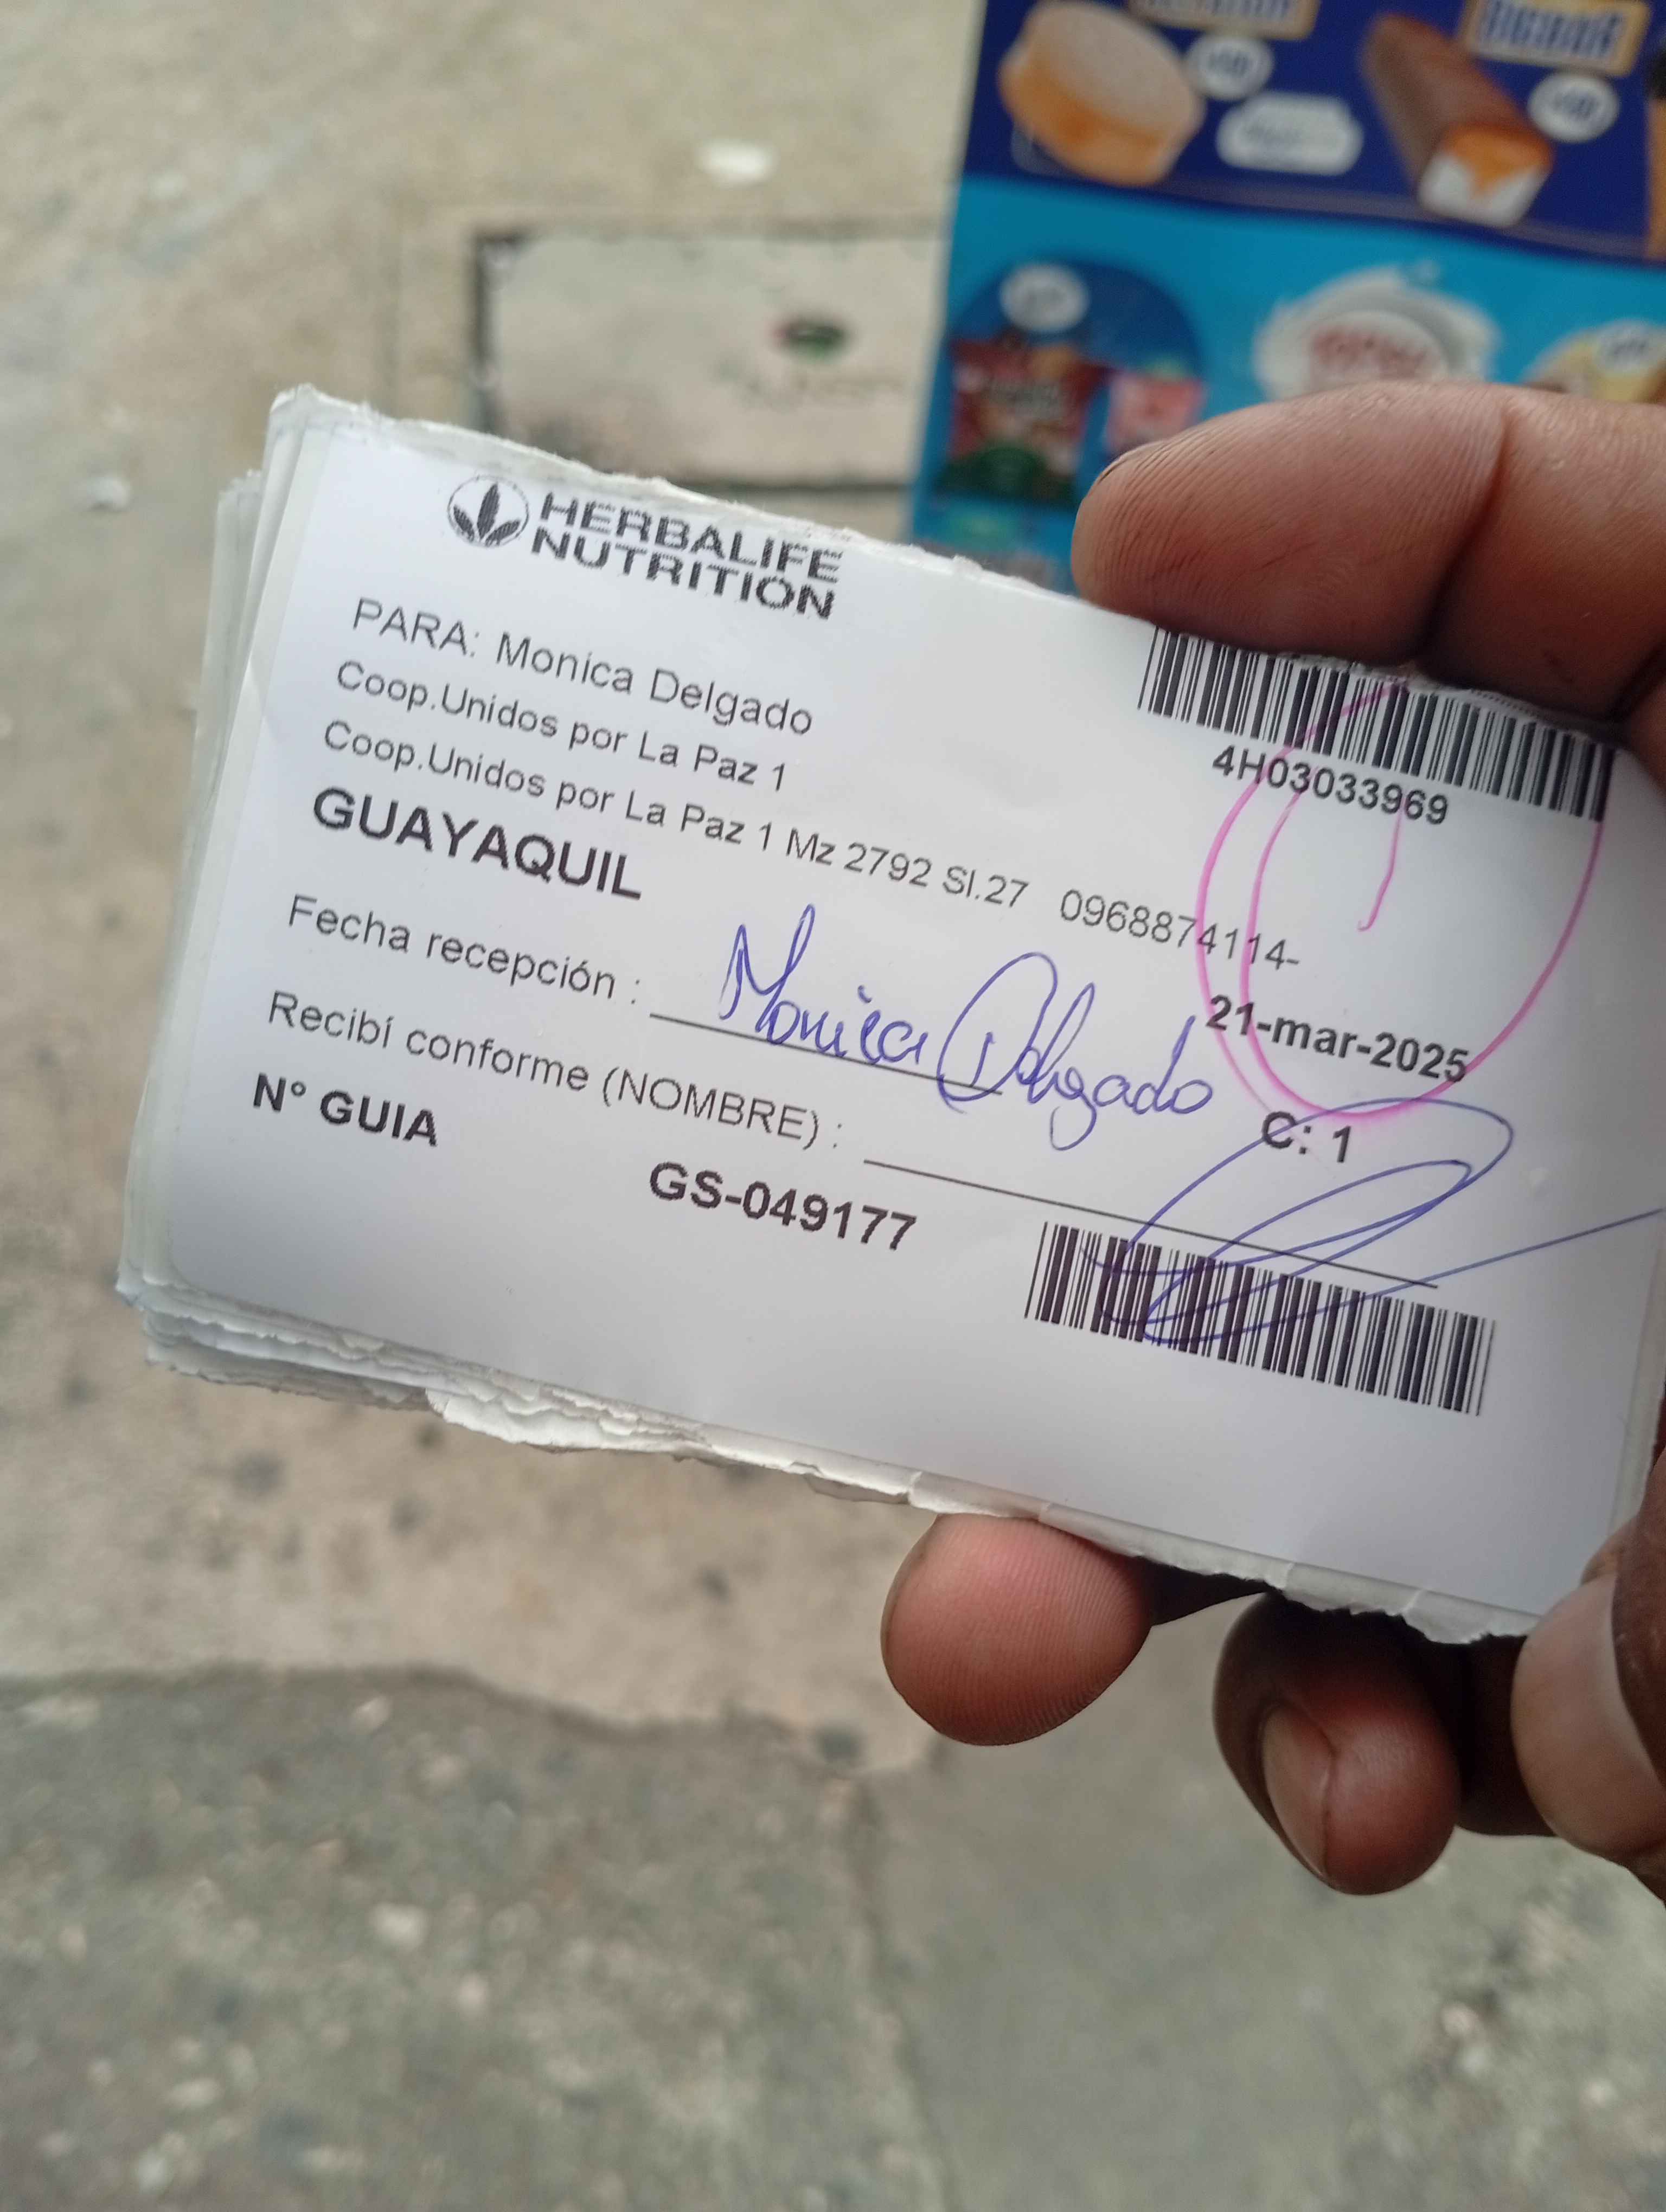 HERBALIFE
NUTRITION
4H03033969
PARA: Monica Delgado
Coop.Unidos por La Paz 1
Coop.Unidos por La Paz 1 Mz 2792 Sl.27 0968874114-
GUAYAQUIL
21-mar-2025
Fecha recepción : Monica Delgado
C: 1
Recibí conforme (NOMBRE) :
N° GUIA GS-049177